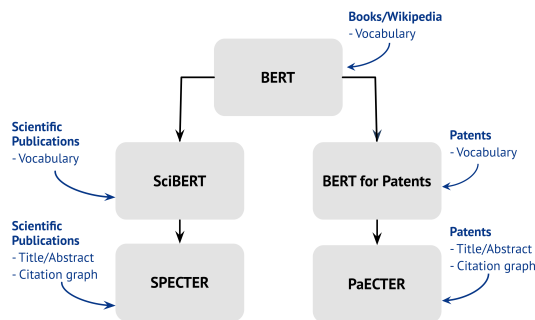 Books/Wikipedia
- Vocabulary
BERT
Scientific
Publications
- Vocabulary
SciBERT
BERT for Patents
Patents
- Vocabulary
Scientific
Publications
- Title/Abstract
- Citation graph
SPECTER
PaECTER
Patents
- Title/Abstract
- Citation graph